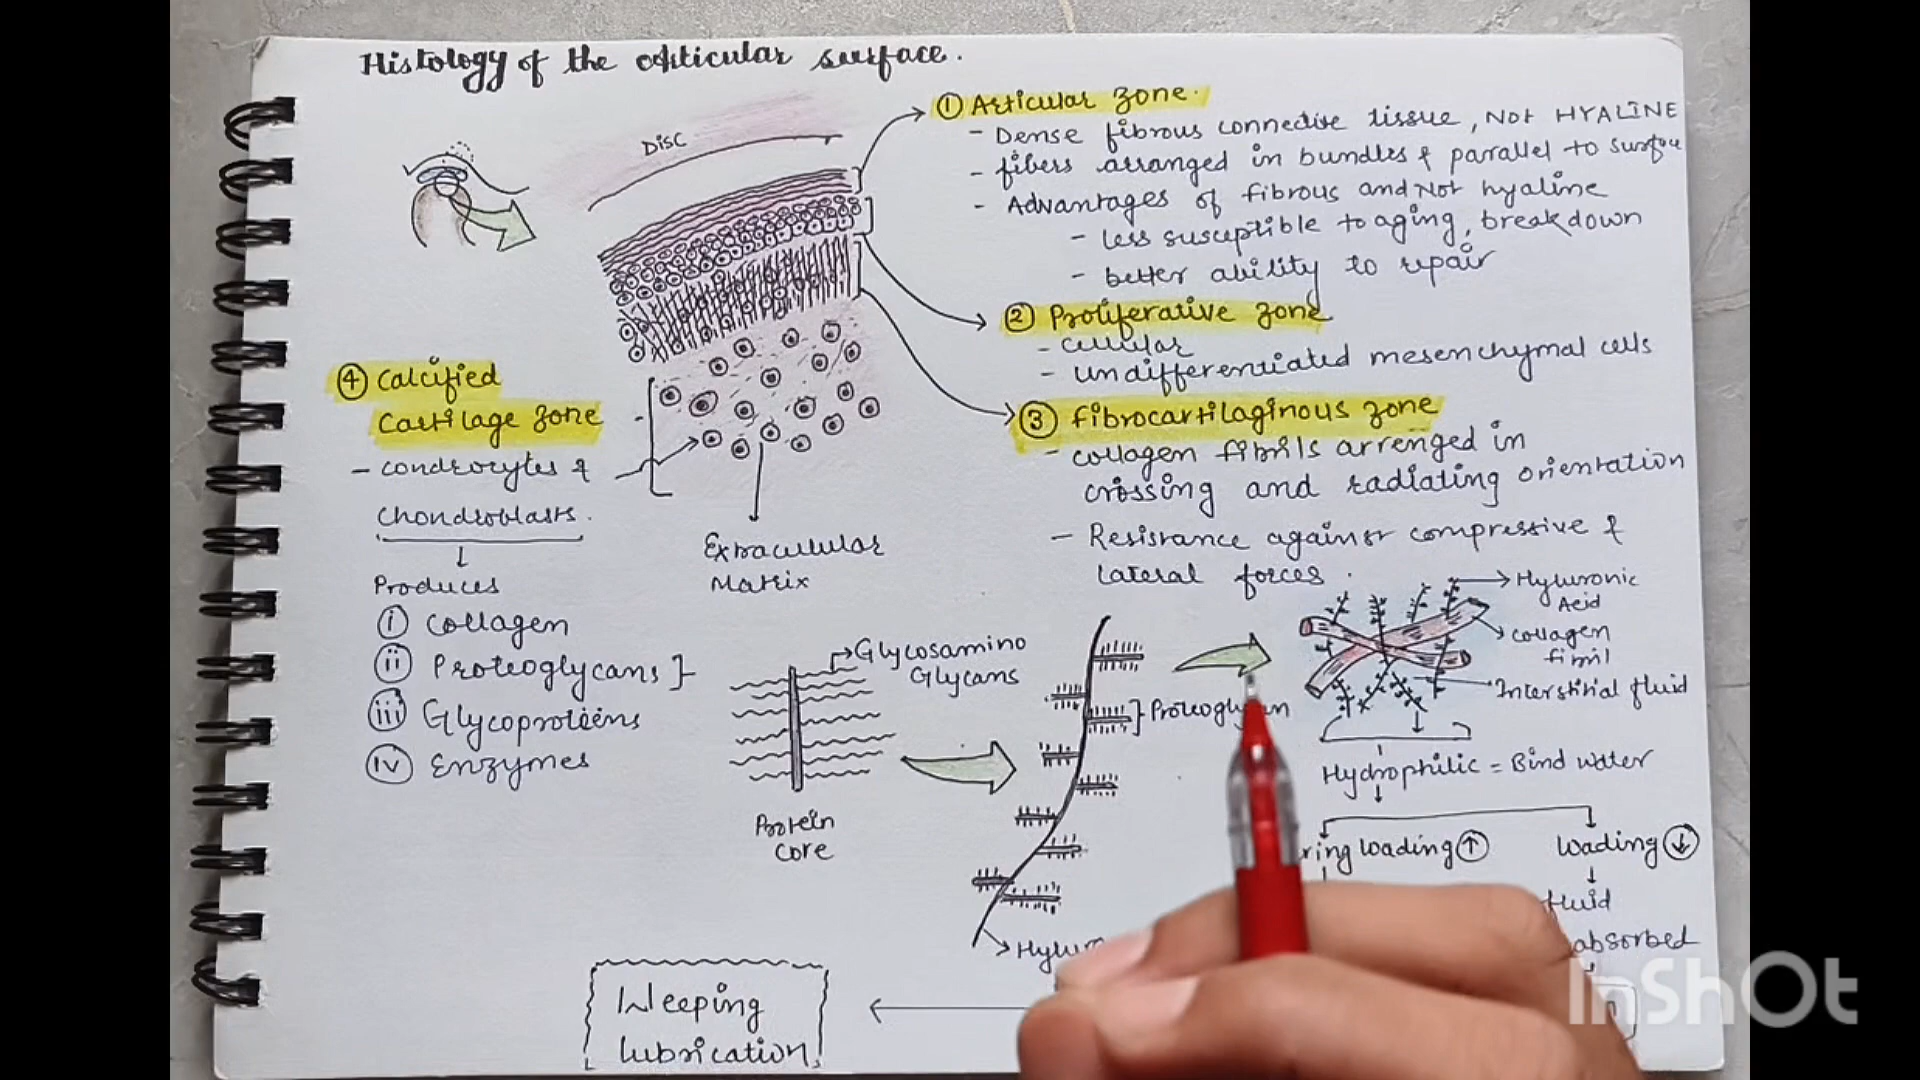 Histology of the articular surface.
Disc
① Articular zone.
- Dense fibrous connective tissue, NOT HYALINE
- fibers arranged in bundles & parallel to surface
- Advantages of fibrous and Not hyaline
- less susceptible to aging, breakdown
- better ability to repair
② Proliferative zone
- cellular
- undifferentiated mesenchymal cells
③ fibrocartilaginous zone
- collagen fibrils arrenged in
crossing and radiating orientation
- Resistance against compressive &
lateral forces.
④ Calcified
Cartilage zone
- condrocytes &
Chondroblasts.
Produces
ⓘ Collagen
ⓘⓘ Proteoglycans }
ⓘⓘⓘ Glycoproteins
ⓘⓥ Enzymes
Extracellular
Matrix
Glycosamino
Glycans
Protein
core
} Proteoglycan
Hyluronic
Acid
collagen
fibril
Interstitial fluid
Hydrophilic = Bind water
ring loading ↑
loading ↓
fluid
absorbed
Weeping
lubrication
InShOt